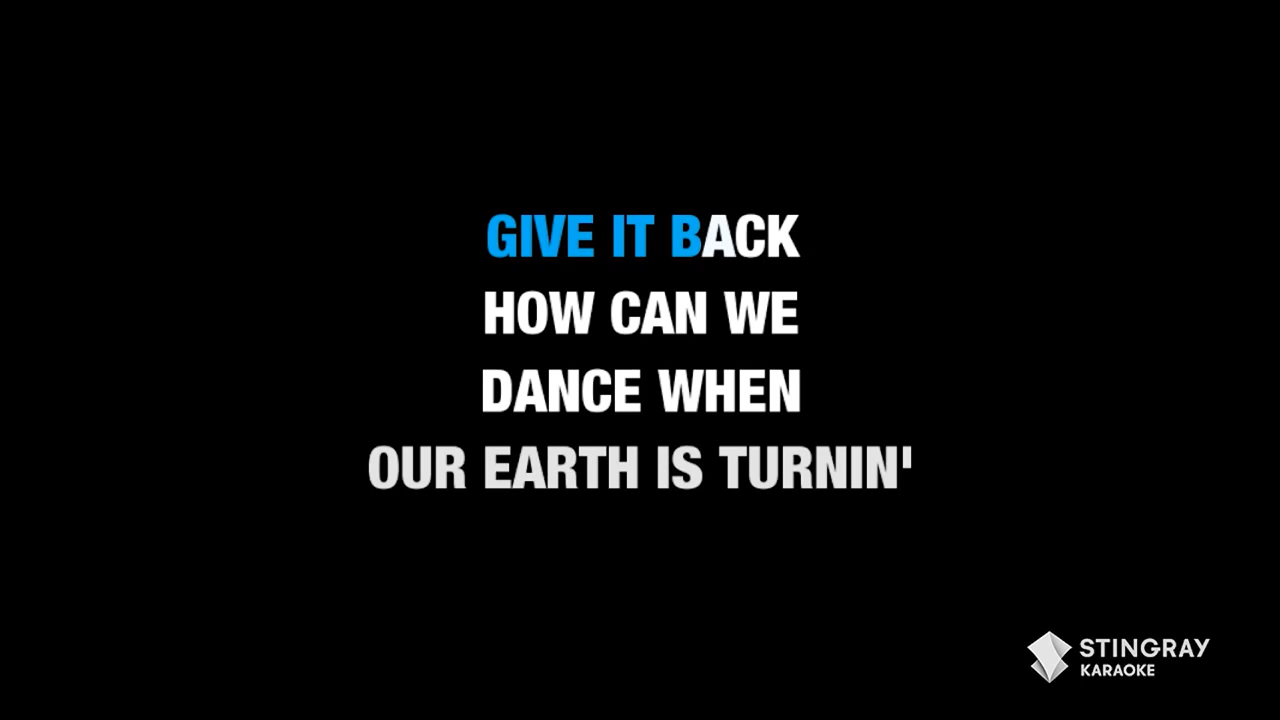 GIVE IT BACK
HOW CAN WE
DANCE WHEN
OUR EARTH IS TURNIN'
STINGRAY
KARAOKE